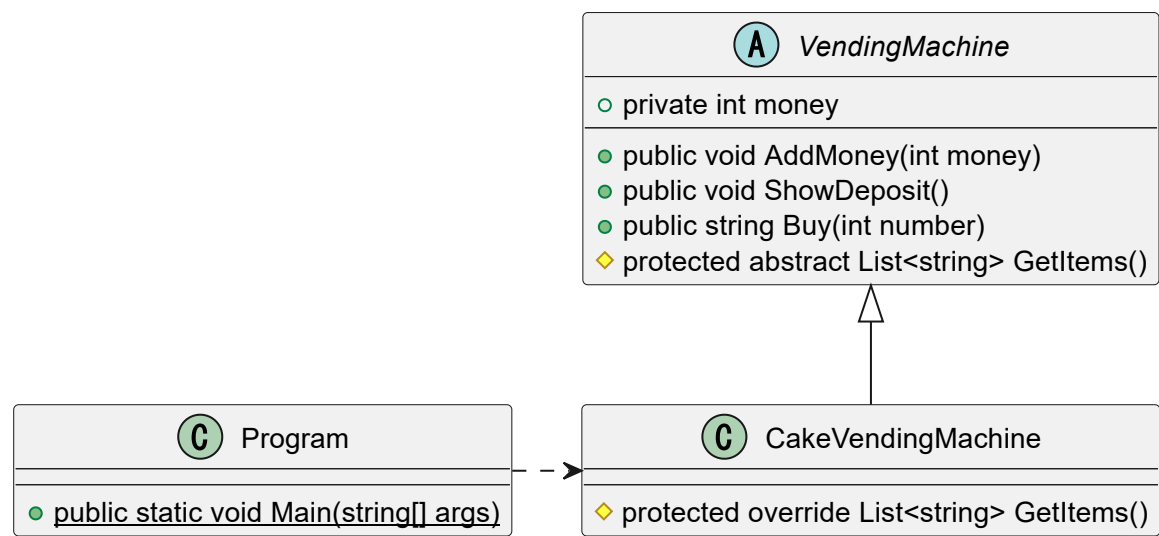 A VendingMachine
private int money
public void AddMoney(int money)
public void ShowDeposit()
public string Buy(int number)
protected abstract List<string> GetItems()
C Program
public static void Main(string[] args)
C CakeVendingMachine
protected override List<string> GetItems()